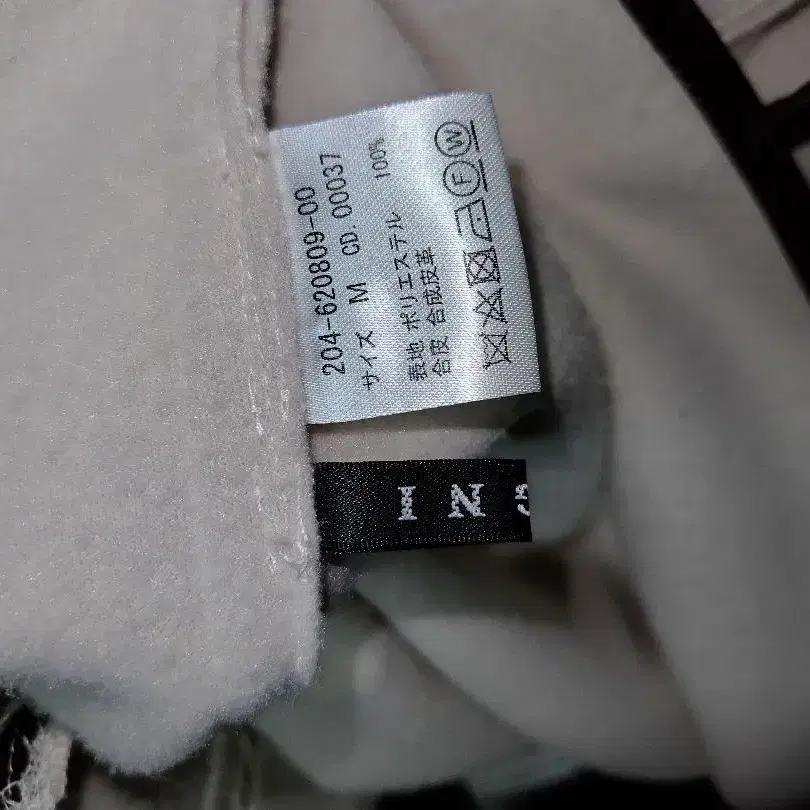 204-620809-00
サイズ M CD. 00037
表地 ポリエステル 100%
合皮 合成皮革
F W
IN